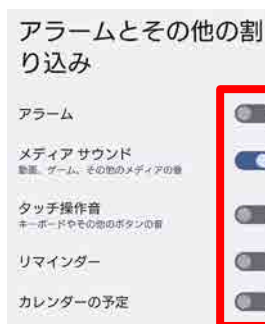 アラームとその他の割
り込み
アラーム
メディア サウンド
動画、ゲーム、その他のメディアの音
タッチ操作音
キーボードやその他のボタンの音
リマインダー
カレンダーの予定